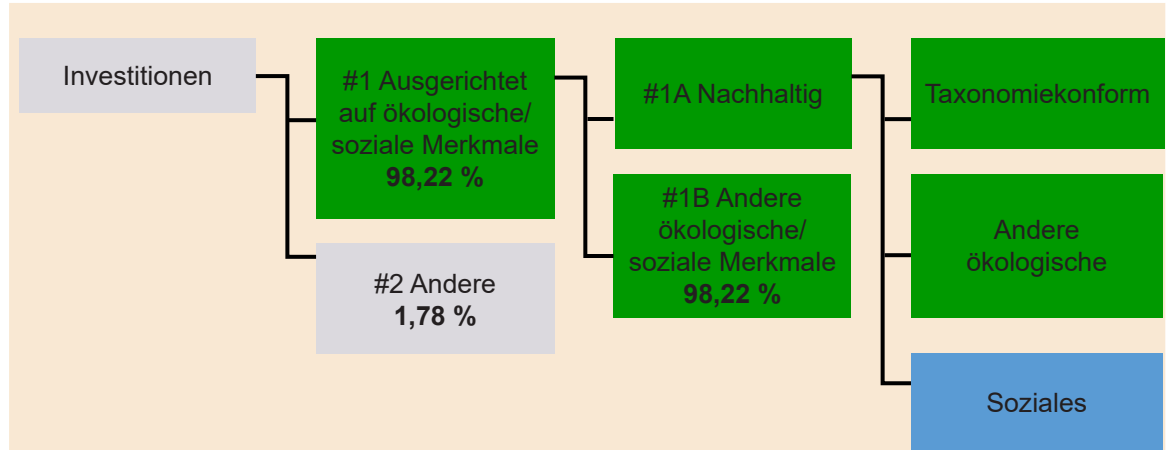 Investitionen
#1 Ausgerichtet
auf ökologische/
soziale Merkmale
98,22 %
#2 Andere
1,78 %
#1A Nachhaltig
#1B Andere
ökologische/
soziale Merkmale
98,22 %
Taxonomiekonform
Andere
ökologische
Soziales